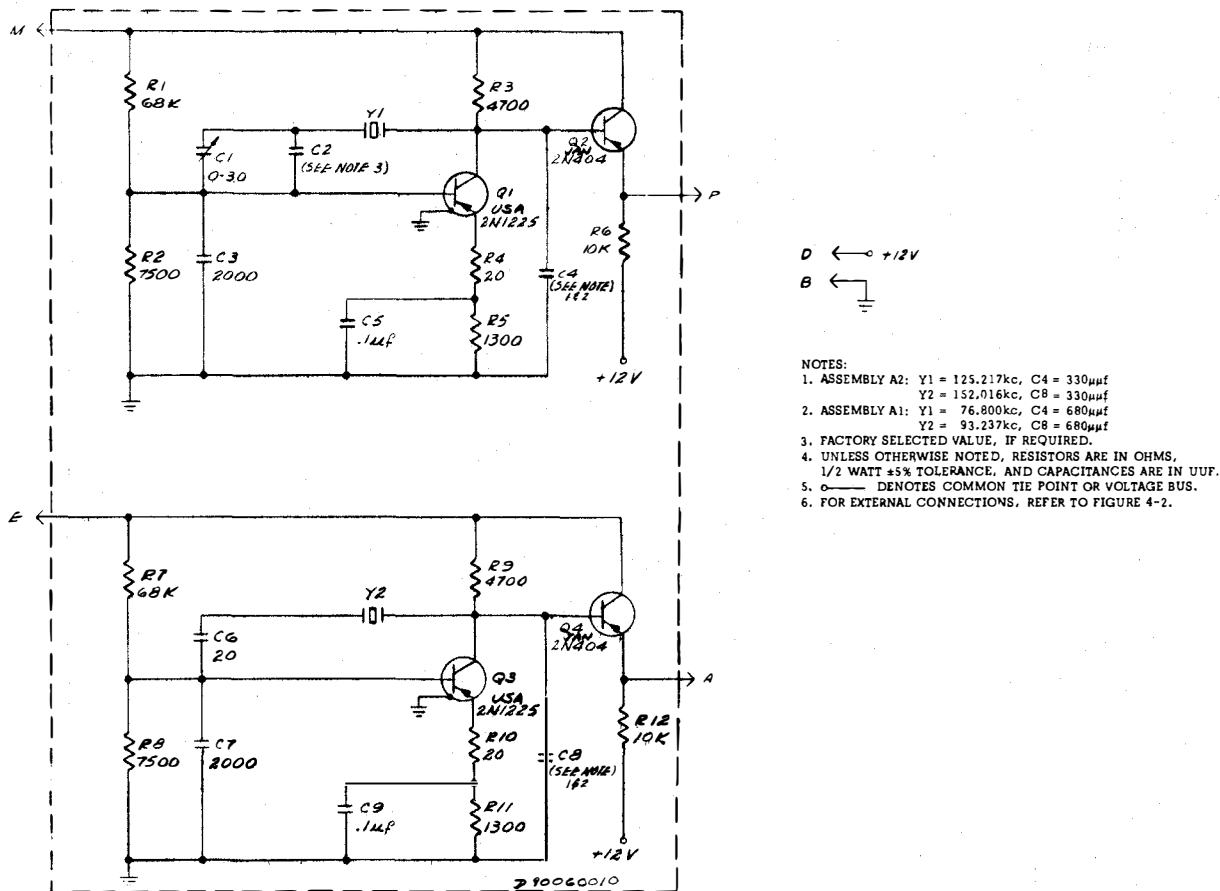 M
R1
68K
R3
4700
Y1
C1
0-30
C2
(SEE NOTE 3)
Q2
JAN
2N404
Q1
USA
2N1225
P
R2
7500
C3
2000
R4
20
R6
10K
C4
(SEE NOTE)
1&2
C5
.1µf
R5
1300
+12V
D
+12V
B
NOTES:
1. ASSEMBLY A2: Y1 = 125.217kc, C4 = 330µµf
Y2 = 152.016kc, C8 = 330µµf
2. ASSEMBLY A1: Y1 = 76.800kc, C4 = 680µµf
Y2 = 93.237kc, C8 = 680µµf
3. FACTORY SELECTED VALUE, IF REQUIRED.
4. UNLESS OTHERWISE NOTED, RESISTORS ARE IN OHMS,
1/2 WATT ±5% TOLERANCE, AND CAPACITANCES ARE IN UUF.
5. DENOTES COMMON TIE POINT OR VOLTAGE BUS.
6. FOR EXTERNAL CONNECTIONS, REFER TO FIGURE 4-2.
E
R7
68K
R9
4700
Y2
C6
20
Q4
JAN
2N404
Q3
USA
2N1225
A
R8
7500
C7
2000
R10
20
R12
10K
C8
(SEE NOTE)
1&2
C9
.1µf
R11
1300
+12V
D90060010